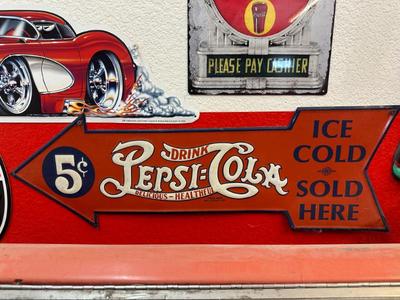 PLEASE PAY CASHIER
5¢
DRINK
PEPSI=COLA
DELICIOUS - HEALTHFUL
ICE
COLD
SOLD
HERE